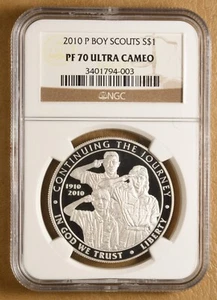 2010 P BOY SCOUTS S$1
PF 70 ULTRA CAMEO
3401794-003
NGC
CONTINUING THE JOURNEY
1910
2010
IN GOD WE TRUST • LIBERTY